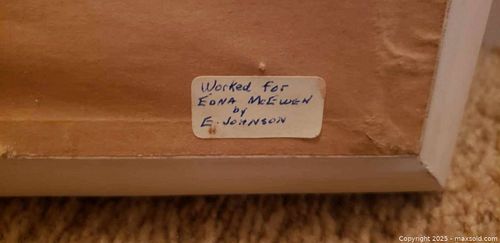 Worked for
EDNA McEWEN
by
E. JOHNSON
Copyright 2025 - maxsold.com